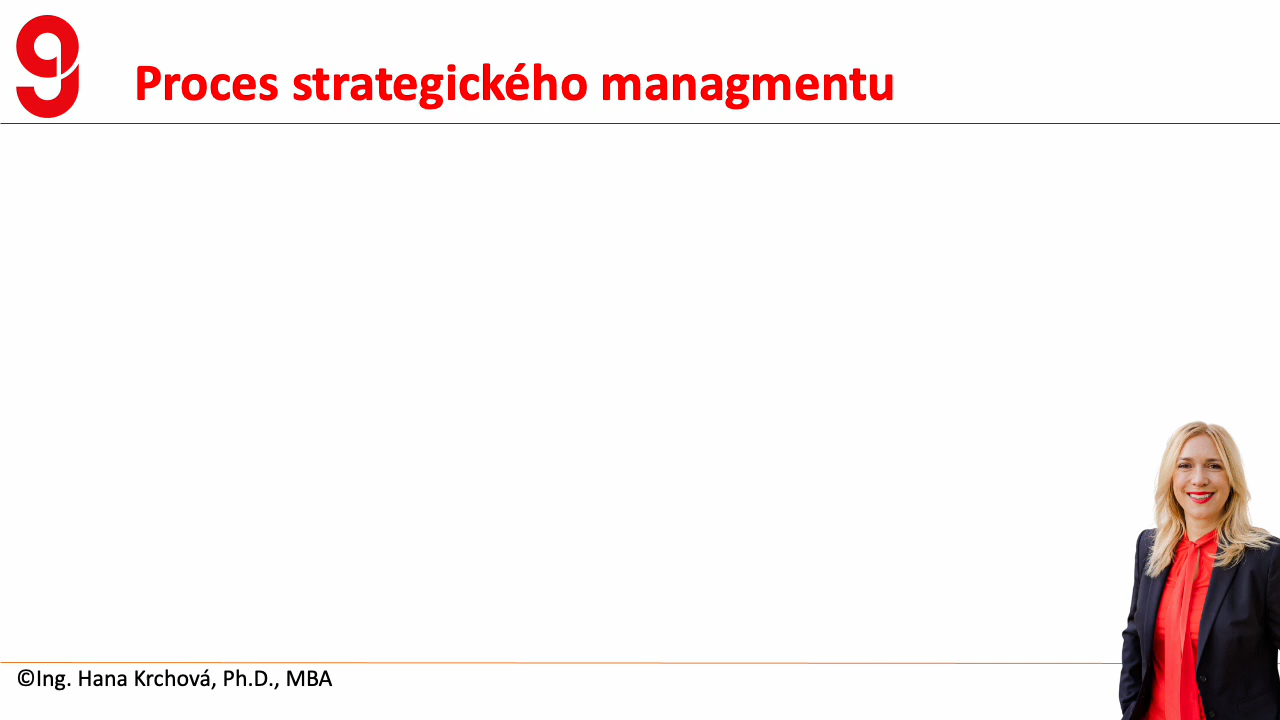 Proces strategického managmentu
©Ing. Hana Krchová, Ph.D., MBA